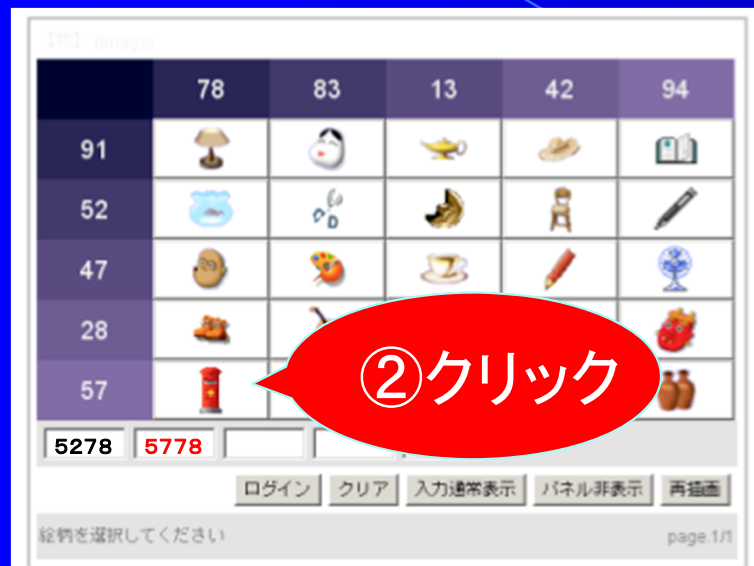 【物】 (image)
78 83 13 42 94
91
52
47
28
57
②クリック
5278 5778
ログイン クリア 入力通常表示 パネル非表示 再描画
絵柄を選択してください page.1/1